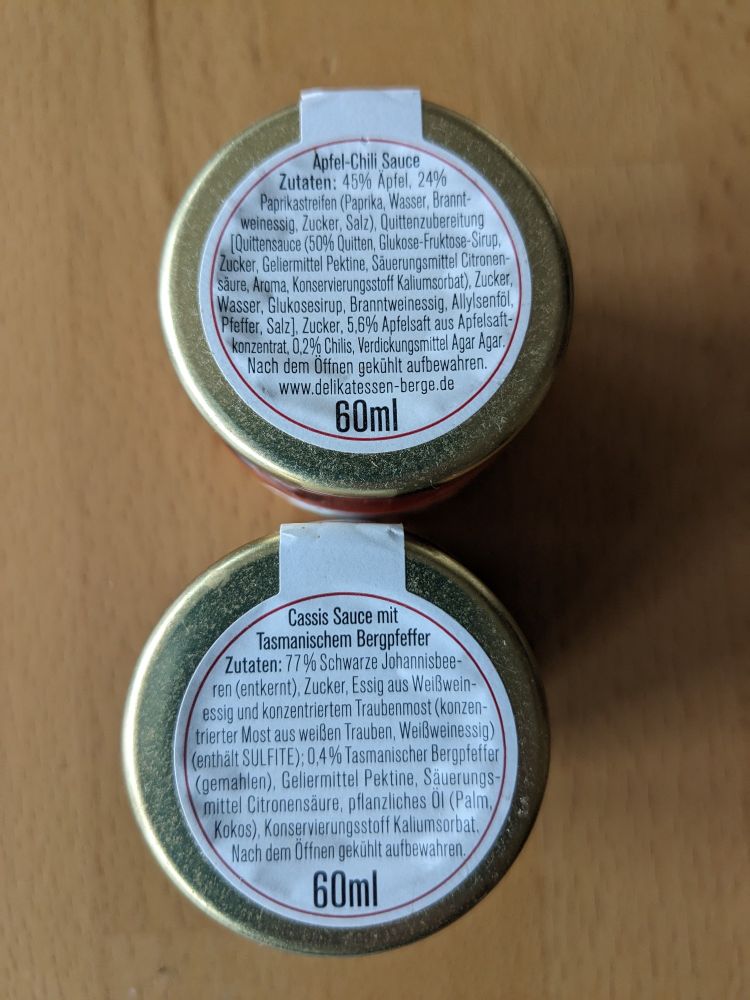 Apfel-Chili Sauce
Zutaten: 45% Äpfel, 24%
Paprikastreifen (Paprika, Wasser, Brannt-
weinessig, Zucker, Salz), Quittenzubereitung
[Quittensauce (50% Quitten, Glukose-Fruktose-Sirup,
Zucker, Geliermittel Pektine, Säuerungsmittel Citronen-
säure, Aroma, Konservierungsstoff Kaliumsorbat), Zucker,
Wasser, Glukosesirup, Branntweinessig, Allylsenföl,
Pfeffer, Salz], Zucker, 5,6% Apfelsaft aus Apfelsaft-
konzentrat, 0,2% Chilis, Verdickungsmittel Agar Agar.
Nach dem Öffnen gekühlt aufbewahren.
www.delikatessen-berge.de
60ml
Cassis Sauce mit
Tasmanischem Bergpfeffer
Zutaten: 77% Schwarze Johannisbee-
ren (entkernt), Zucker, Essig aus Weißwein-
essig und konzentriertem Traubenmost (konzen-
trierter Most aus weißen Trauben, Weißweinessig)
(enthält SULFITE); 0,4% Tasmanischer Bergpfeffer
(gemahlen), Geliermittel Pektine, Säuerungs-
mittel Citronensäure, pflanzliches Öl (Palm,
Kokos), Konservierungsstoff Kaliumsorbat.
Nach dem Öffnen gekühlt aufbewahren.
60ml